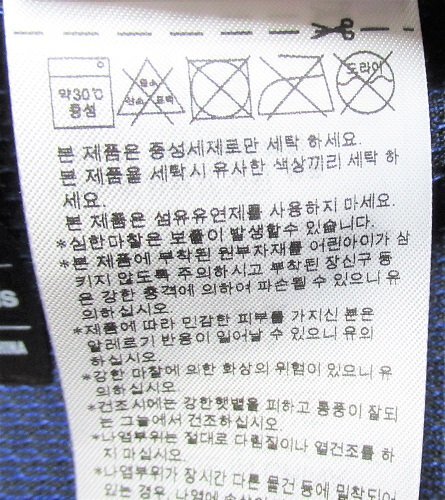 약30℃
중성
염소
산소 표백
드라이
본 제품은 중성세제로만 세탁 하세요.
본 제품을 세탁시 유사한 색상끼리 세탁 하
세요.
본 제품은 섬유유연제를 사용하지 마세요.
*심한마찰은 보풀이 발생할수 있습니다.
*본 제품에 부착된 원부자재를 어린아이가 삼
키지 않도록 주의하시고 부착된 장신구 등
은 강한 충격에 의하여 파손될 수 있으니 유
의하십시오.
*제품에 따라 민감한 피부를 가지신 분은
알레르기 반응이 일어날 수 있으니 유의
하십시오.
*강한 마찰에 의한 화상의 위험이 있으니 유
의하십시오
*건조시에는 강한햇볕을 피하고 통풍이 잘되
는 그늘에서 건조하십시오.
*나염부위는 절대로 다림질이나 열건조를 하
지 마십시오.
*나염부위가 장시간 다른 물건 등에 밀착되어
있는 경우, 나염에